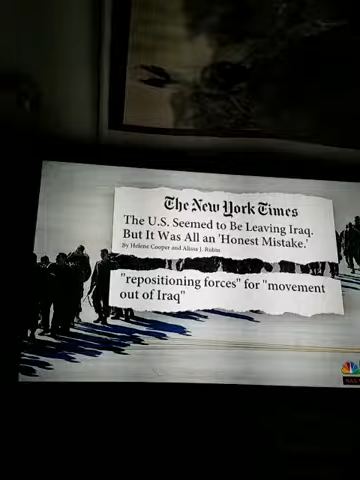 The New York Times
The U.S. Seemed to Be Leaving Iraq.
But It Was All an 'Honest Mistake.'
By Helene Cooper and Alissa J. Rubin
"repositioning forces" for "movement
out of Iraq"